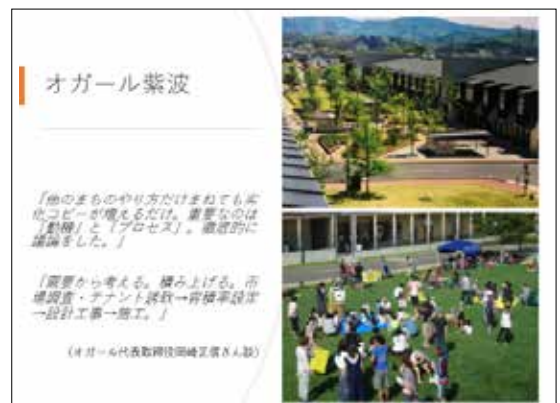 オガール紫波
「他のまちのやり方だけまねても劣
化コピーが増えるだけ。重要なのは
「動機」と「プロセス」。徹底的に
議論をした。」
「需要から考える。積み上げる。市
場調査・テナント誘致→容積率設定
→設計工事→施工。」
(オガール代表取締役岡崎正信さん談)